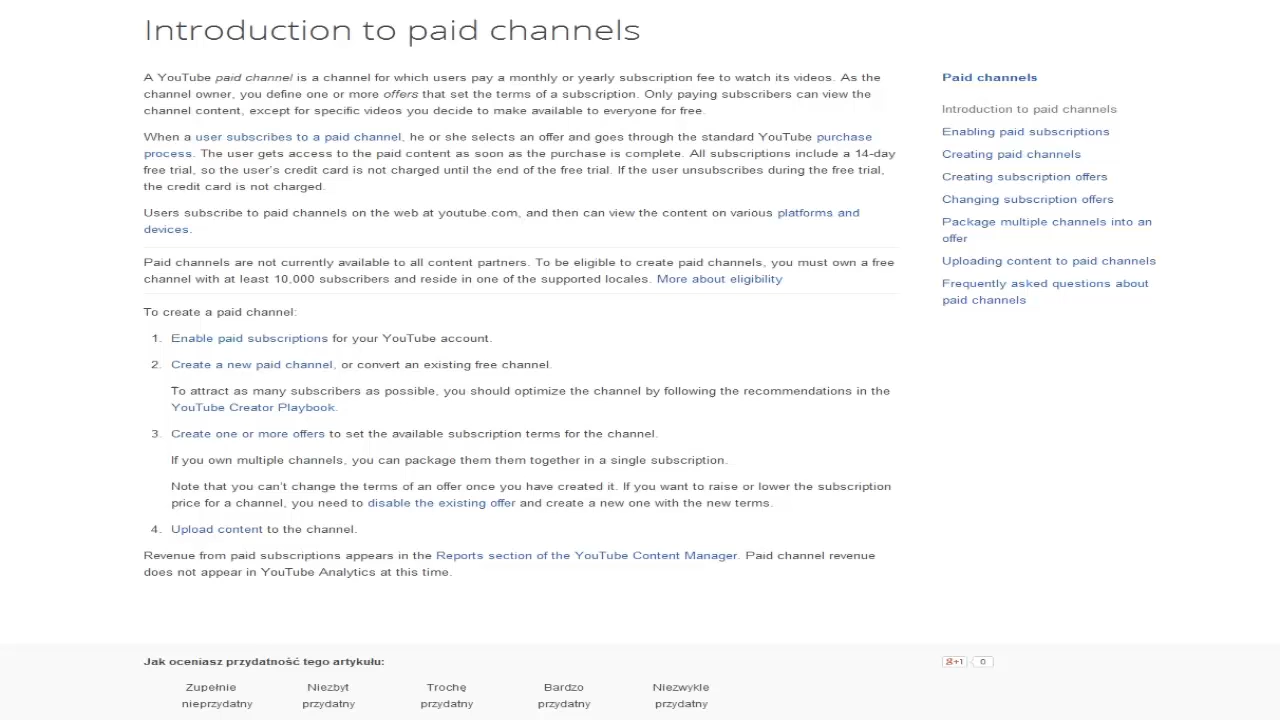 Introduction to paid channels
A YouTube paid channel is a channel for which users pay a monthly or yearly subscription fee to watch its videos. As the
channel owner, you define one or more offers that set the terms of a subscription. Only paying subscribers can view the
channel content, except for specific videos you decide to make available to everyone for free.
When a user subscribes to a paid channel, he or she selects an offer and goes through the standard YouTube purchase
process. The user gets access to the paid content as soon as the purchase is complete. All subscriptions include a 14-day
free trial, so the user's credit card is not charged until the end of the free trial. If the user unsubscribes during the free trial,
the credit card is not charged.
Users subscribe to paid channels on the web at youtube.com, and then can view the content on various platforms and
devices.
Paid channels are not currently available to all content partners. To be eligible to create paid channels, you must own a free
channel with at least 10,000 subscribers and reside in one of the supported locales. More about eligibility
To create a paid channel:
1. Enable paid subscriptions for your YouTube account.
2. Create a new paid channel, or convert an existing free channel.
To attract as many subscribers as possible, you should optimize the channel by following the recommendations in the
YouTube Creator Playbook.
3. Create one or more offers to set the available subscription terms for the channel.
If you own multiple channels, you can package them them together in a single subscription.
Note that you can't change the terms of an offer once you have created it. If you want to raise or lower the subscription
price for a channel, you need to disable the existing offer and create a new one with the new terms.
4. Upload content to the channel.
Revenue from paid subscriptions appears in the Reports section of the YouTube Content Manager. Paid channel revenue
does not appear in YouTube Analytics at this time.
Paid channels
Introduction to paid channels
Enabling paid subscriptions
Creating paid channels
Creating subscription offers
Changing subscription offers
Package multiple channels into an
offer
Uploading content to paid channels
Frequently asked questions about
paid channels
Jak oceniasz przydatność tego artykułu:
g+1 0
Zupełnie Niezbyt Trochę Bardzo Niezwykle
nieprzydatny przydatny przydatny przydatny przydatny